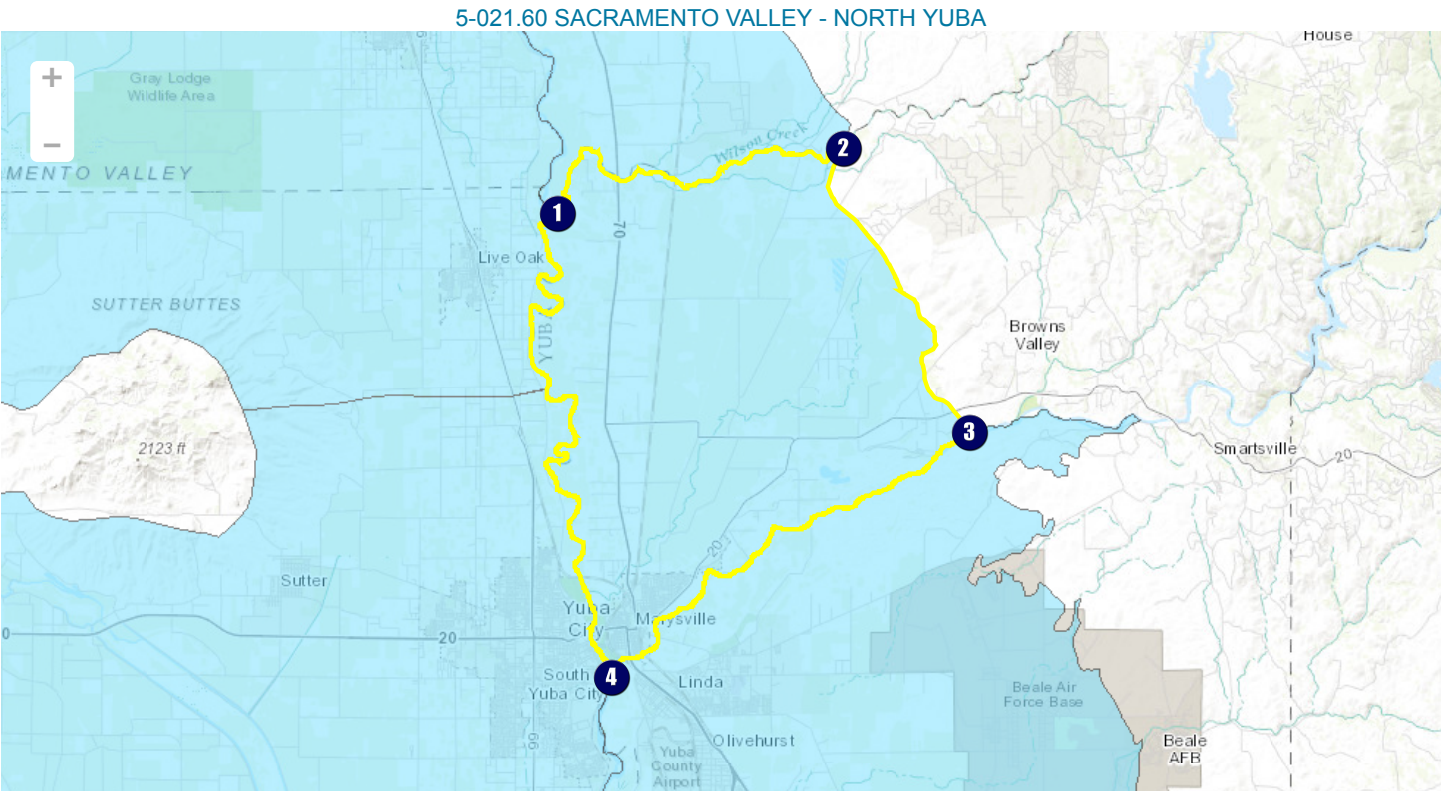 5-021.60 SACRAMENTO VALLEY - NORTH YUBA
House
+
−
Gray Lodge
Wildlife Area
MENTO VALLEY
Wilson Creek
2
1
70
Live Oak
SUTTER BUTTES
YUBA
Browns
Valley
2123 ft
3
Smartsville
20
20
Sutter
Yuba
City
Marysville
0
20
South
Yuba City
4
Linda
Beale Air
Force Base
99
Olivehurst
Yuba
County
Airport
Beale
AFB